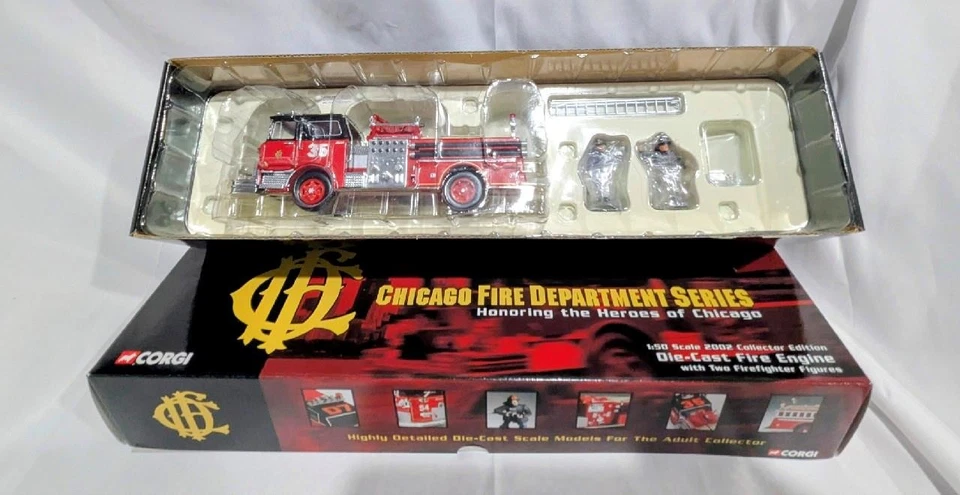 35
CHICAGO FIRE DEPARTMENT SERIES
Honoring the Heroes of Chicago
1:50 Scale 2002 Collector Edition
Die-Cast Fire Engine
with Two Firefighter Figures
CORGI
Highly Detailed Die-Cast Scale Models For The Adult Collector
CORGI